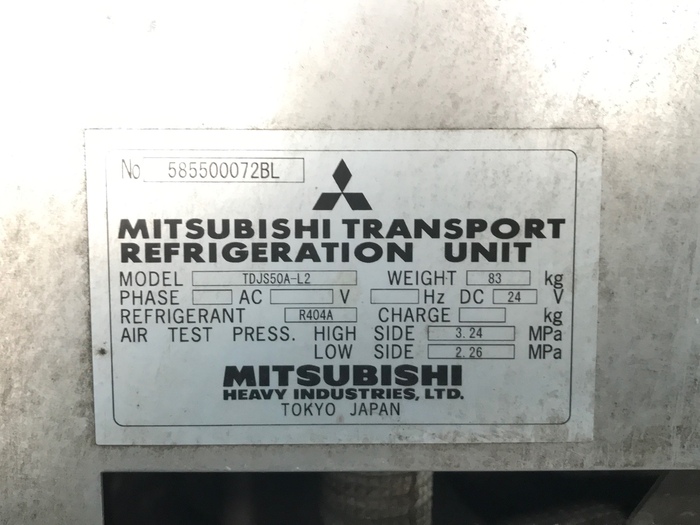 No 585500072BL
MITSUBISHI TRANSPORT
REFRIGERATION UNIT
MODEL TDJS50A-L2 WEIGHT 83 kg
PHASE AC V Hz DC 24 V
REFRIGERANT R404A CHARGE kg
AIR TEST PRESS. HIGH SIDE 3.24 MPa
LOW SIDE 2.26 MPa
MITSUBISHI
HEAVY INDUSTRIES, LTD.
TOKYO JAPAN